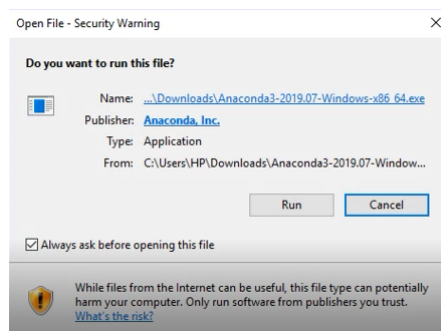 Open File - Security Warning
Do you want to run this file?
Name: ...\Downloads\Anaconda3-2019.07-Windows-x86_64.exe
Publisher: Anaconda, Inc.
Type: Application
From: C:\Users\HP\Downloads\Anaconda3-2019.07-Window...
Run Cancel
Always ask before opening this file
While files from the Internet can be useful, this file type can potentially
harm your computer. Only run software from publishers you trust.
What's the risk?